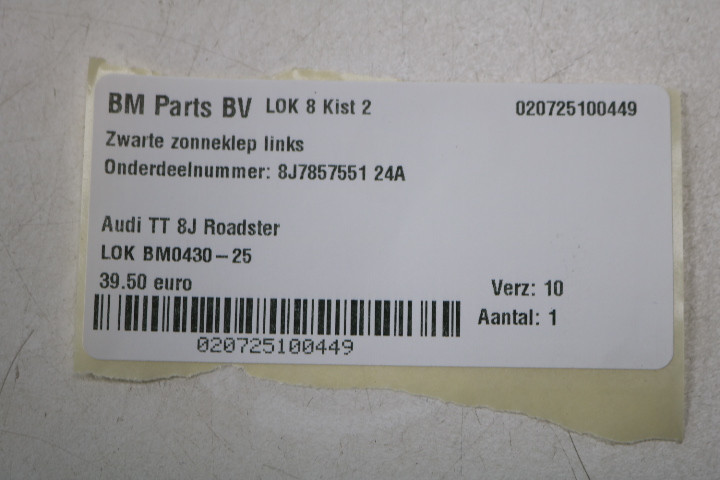 BM Parts BV LOK 8 Kist 2 020725100449
Zwarte zonneklep links
Onderdeelnummer: 8J7857551 24A
Audi TT 8J Roadster
LOK BM0430-25
39.50 euro
Verz: 10
Aantal: 1
020725100449